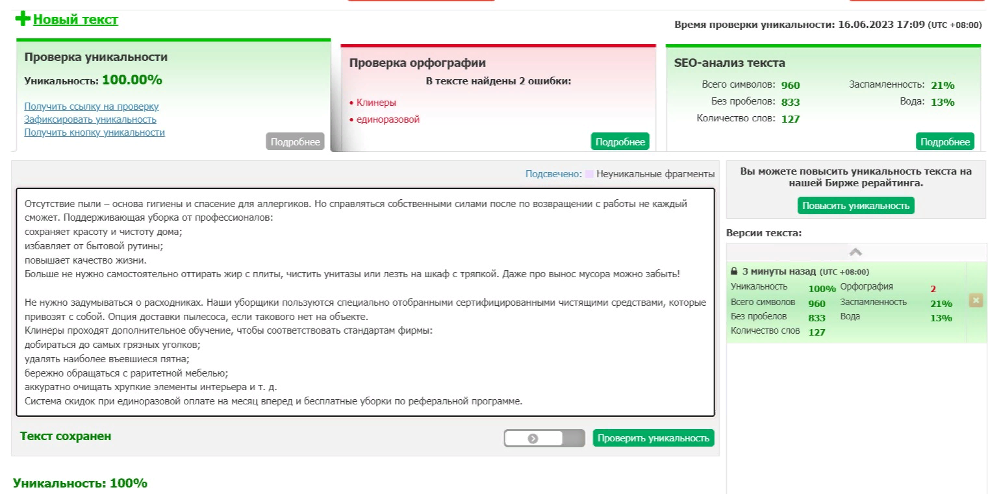 Новый текст
Время проверки уникальности: 16.06.2023 17:09 (UTC +08:00)
Проверка уникальности
Уникальность: 100.00%
Получить ссылку на проверку
Зафиксировать уникальность
Получить кнопку уникальности
Подробнее
Проверка орфографии
В тексте найдены 2 ошибки:
• Клинеры
• единоразовой
Подробнее
SEO-анализ текста
Всего символов: 960 Заспамленность: 21%
Без пробелов: 833 Вода: 13%
Количество слов: 127
Подробнее
Подсвечено: Неуникальные фрагменты
Отсутствие пыли – основа гигиены и спасение для аллергиков. Но справляться собственными силами после по возвращении с работы не каждый
сможет. Поддерживающая уборка от профессионалов:
сохраняет красоту и чистоту дома;
избавляет от бытовой рутины;
повышает качество жизни.
Больше не нужно самостоятельно оттирать жир с плиты, чистить унитазы или лезть на шкаф с тряпкой. Даже про вынос мусора можно забыть!
Не нужно задумываться о расходниках. Наши уборщики пользуются специально отобранными сертифицированными чистящими средствами, которые
привозят с собой. Опция доставки пылесоса, если такового нет на объекте.
Клинеры проходят дополнительное обучение, чтобы соответствовать стандартам фирмы:
добираться до самых грязных уголков;
удалять наиболее въевшиеся пятна;
бережно обращаться с раритетной мебелью;
аккуратно очищать хрупкие элементы интерьера и т. д.
Система скидок при единоразовой оплате на месяц вперед и бесплатные уборки по реферальной программе.
Текст сохранен
Проверить уникальность
Уникальность: 100%
Вы можете повысить уникальность текста на
нашей Бирже рерайтинга.
Повысить уникальность
Версии текста:
3 минуты назад (UTC +08:00)
Уникальность 100% Орфография 2
Всего символов 960 Заспамленность 21%
Без пробелов 833 Вода 13%
Количество слов 127